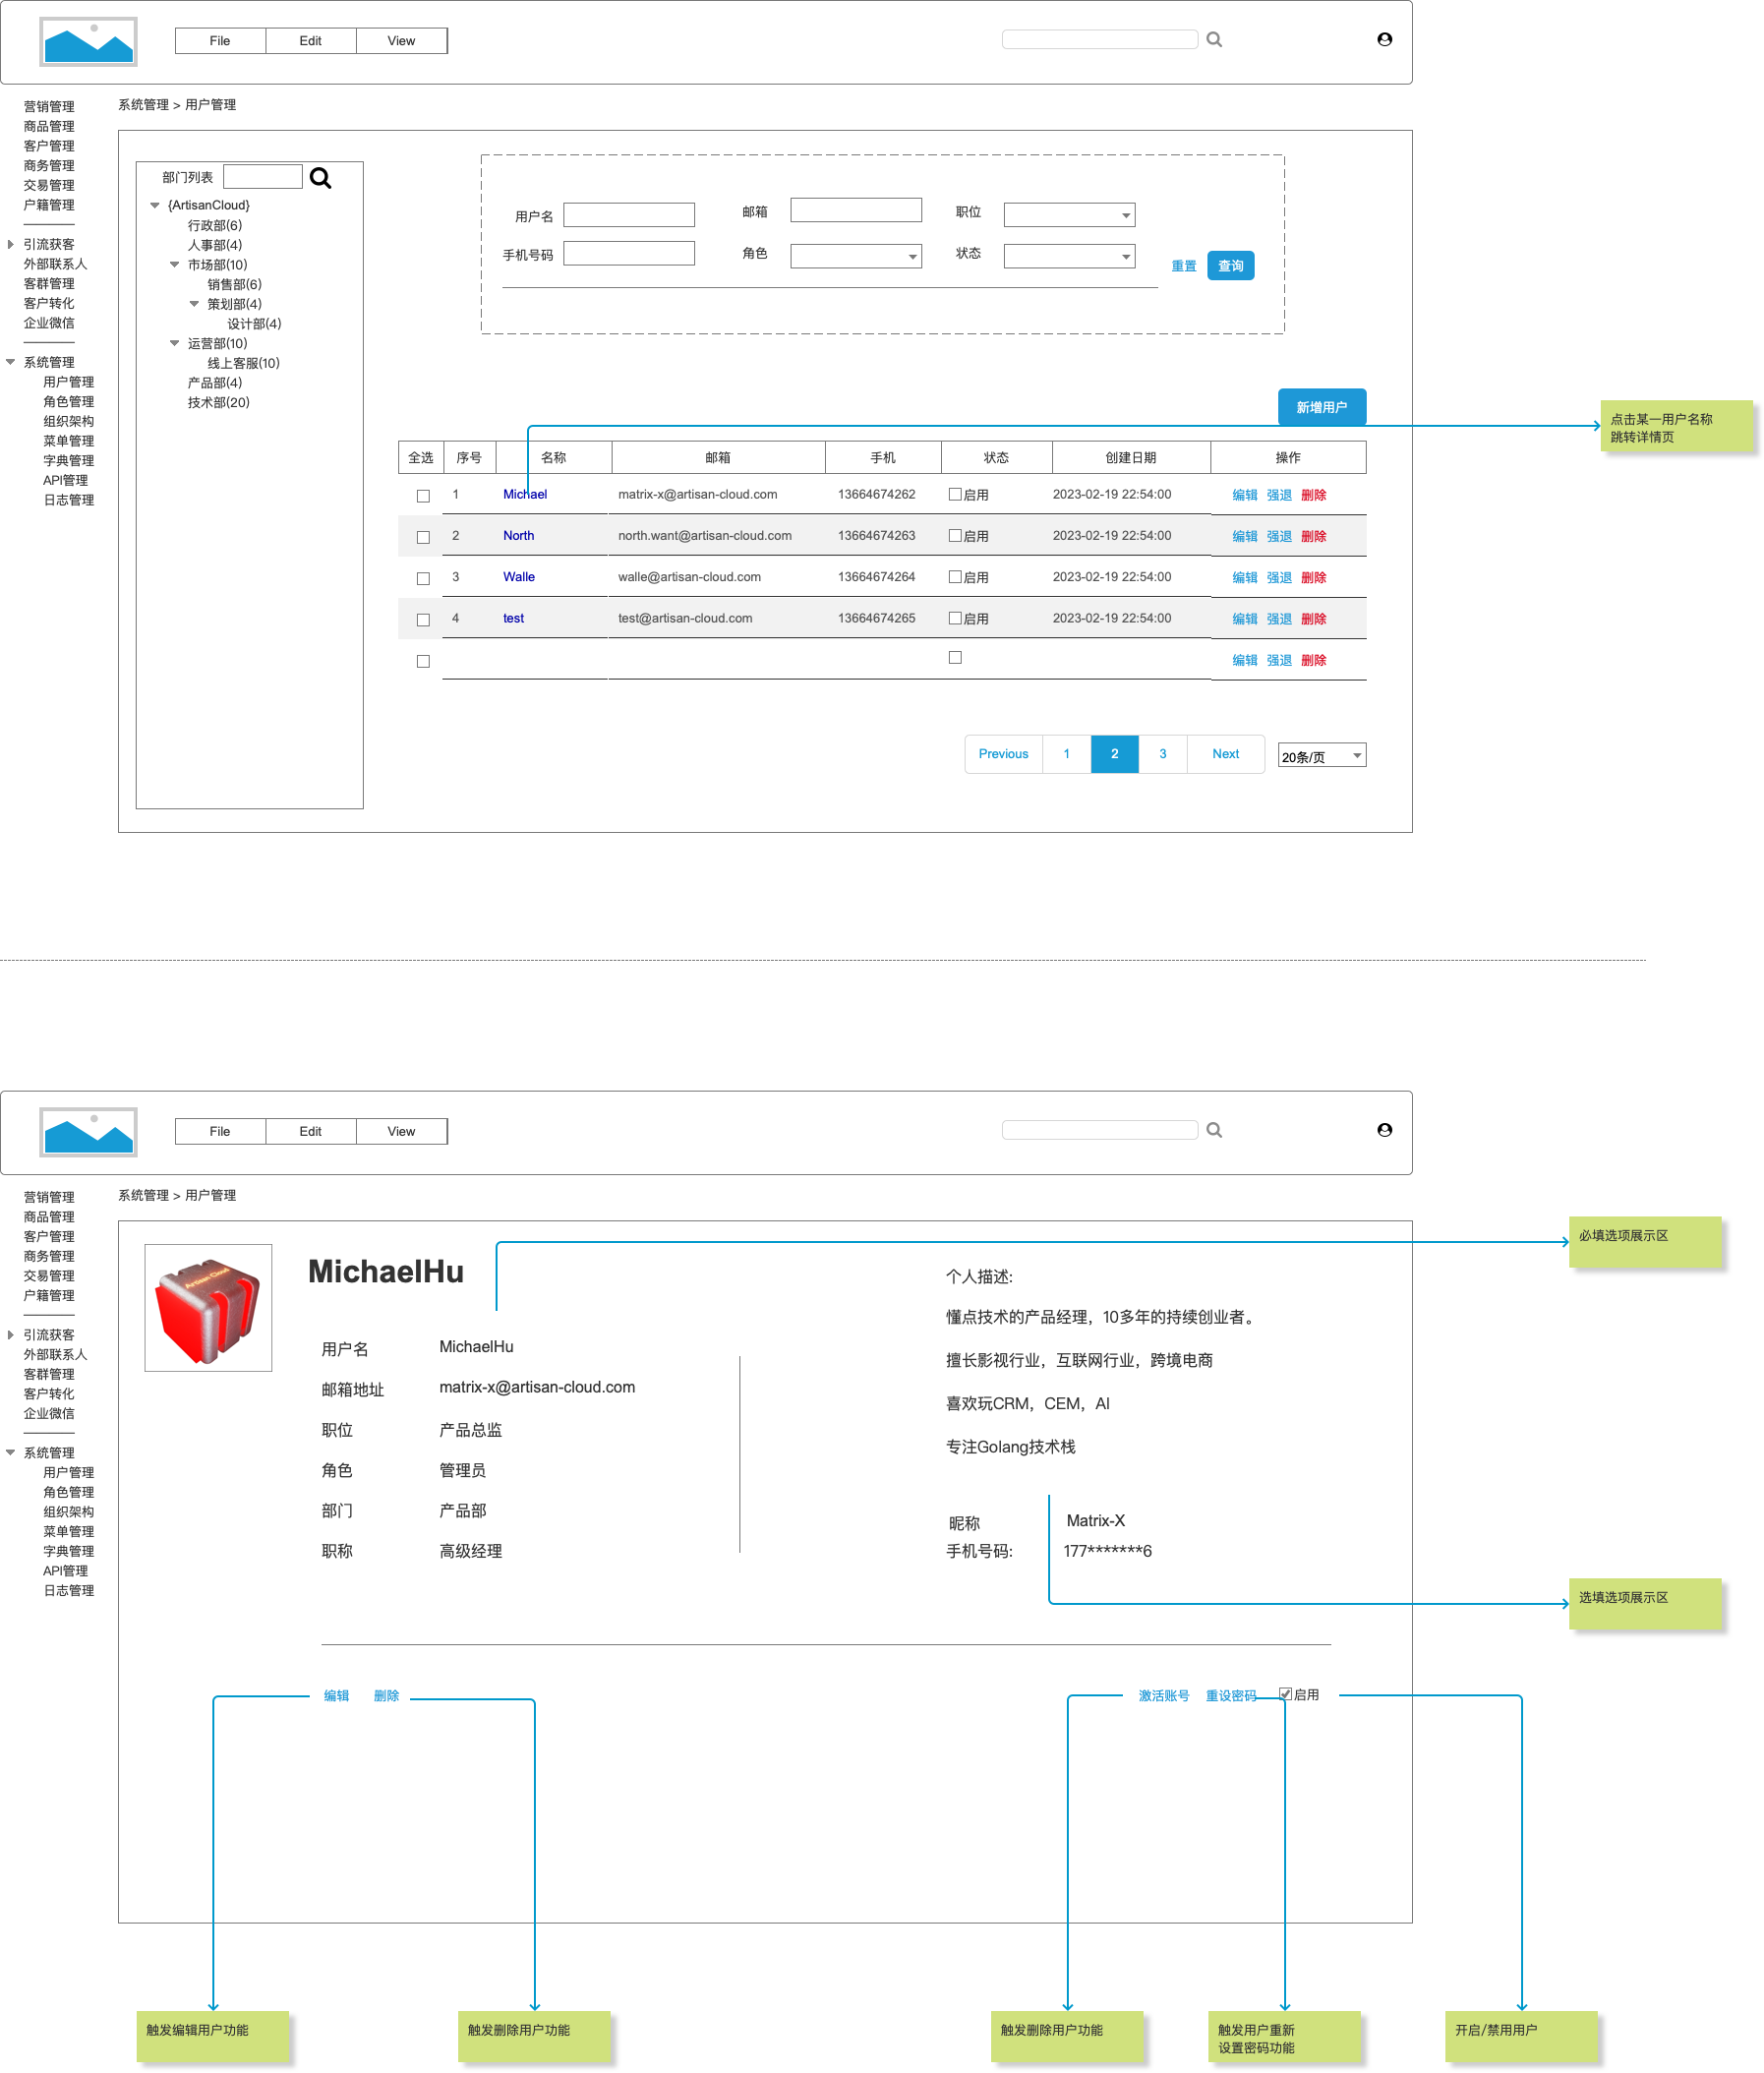 File Edit View
营销管理
商品管理
客户管理
商务管理
交易管理
户籍管理
引流获客
外部联系人
客群管理
客户转化
企业微信
系统管理
用户管理
角色管理
组织架构
菜单管理
字典管理
API管理
日志管理
系统管理 > 用户管理
部门列表
{ArtisanCloud}
行政部(6)
人事部(4)
市场部(10)
销售部(6)
策划部(4)
设计部(4)
运营部(10)
线上客服(10)
产品部(4)
技术部(20)
用户名 邮箱 职位
手机号码 角色 状态
重置 查询
新增用户
点击某一用户名称
跳转详情页
全选 序号 名称 邮箱 手机 状态 创建日期 操作
1 Michael matrix-x@artisan-cloud.com 13664674262 启用 2023-02-19 22:54:00 编辑 强退 删除
2 North north.want@artisan-cloud.com 13664674263 启用 2023-02-19 22:54:00 编辑 强退 删除
3 Walle walle@artisan-cloud.com 13664674264 启用 2023-02-19 22:54:00 编辑 强退 删除
4 test test@artisan-cloud.com 13664674265 启用 2023-02-19 22:54:00 编辑 强退 删除
编辑 强退 删除
Previous 1 2 3 Next 20条/页
File Edit View
营销管理
商品管理
客户管理
商务管理
交易管理
户籍管理
引流获客
外部联系人
客群管理
客户转化
企业微信
系统管理
用户管理
角色管理
组织架构
菜单管理
字典管理
API管理
日志管理
系统管理 > 用户管理
Artisan Cloud
MichaelHu
必填选项展示区
用户名 MichaelHu
邮箱地址 matrix-x@artisan-cloud.com
职位 产品总监
角色 管理员
部门 产品部
职称 高级经理
个人描述:
懂点技术的产品经理，10多年的持续创业者。
擅长影视行业，互联网行业，跨境电商
喜欢玩CRM，CEM，AI
专注Golang技术栈
昵称 Matrix-X
手机号码: 177*******6
选填选项展示区
编辑 删除 激活账号 重设密码 启用
触发编辑用户功能
触发删除用户功能
触发删除用户功能
触发用户重新
设置密码功能
开启/禁用用户